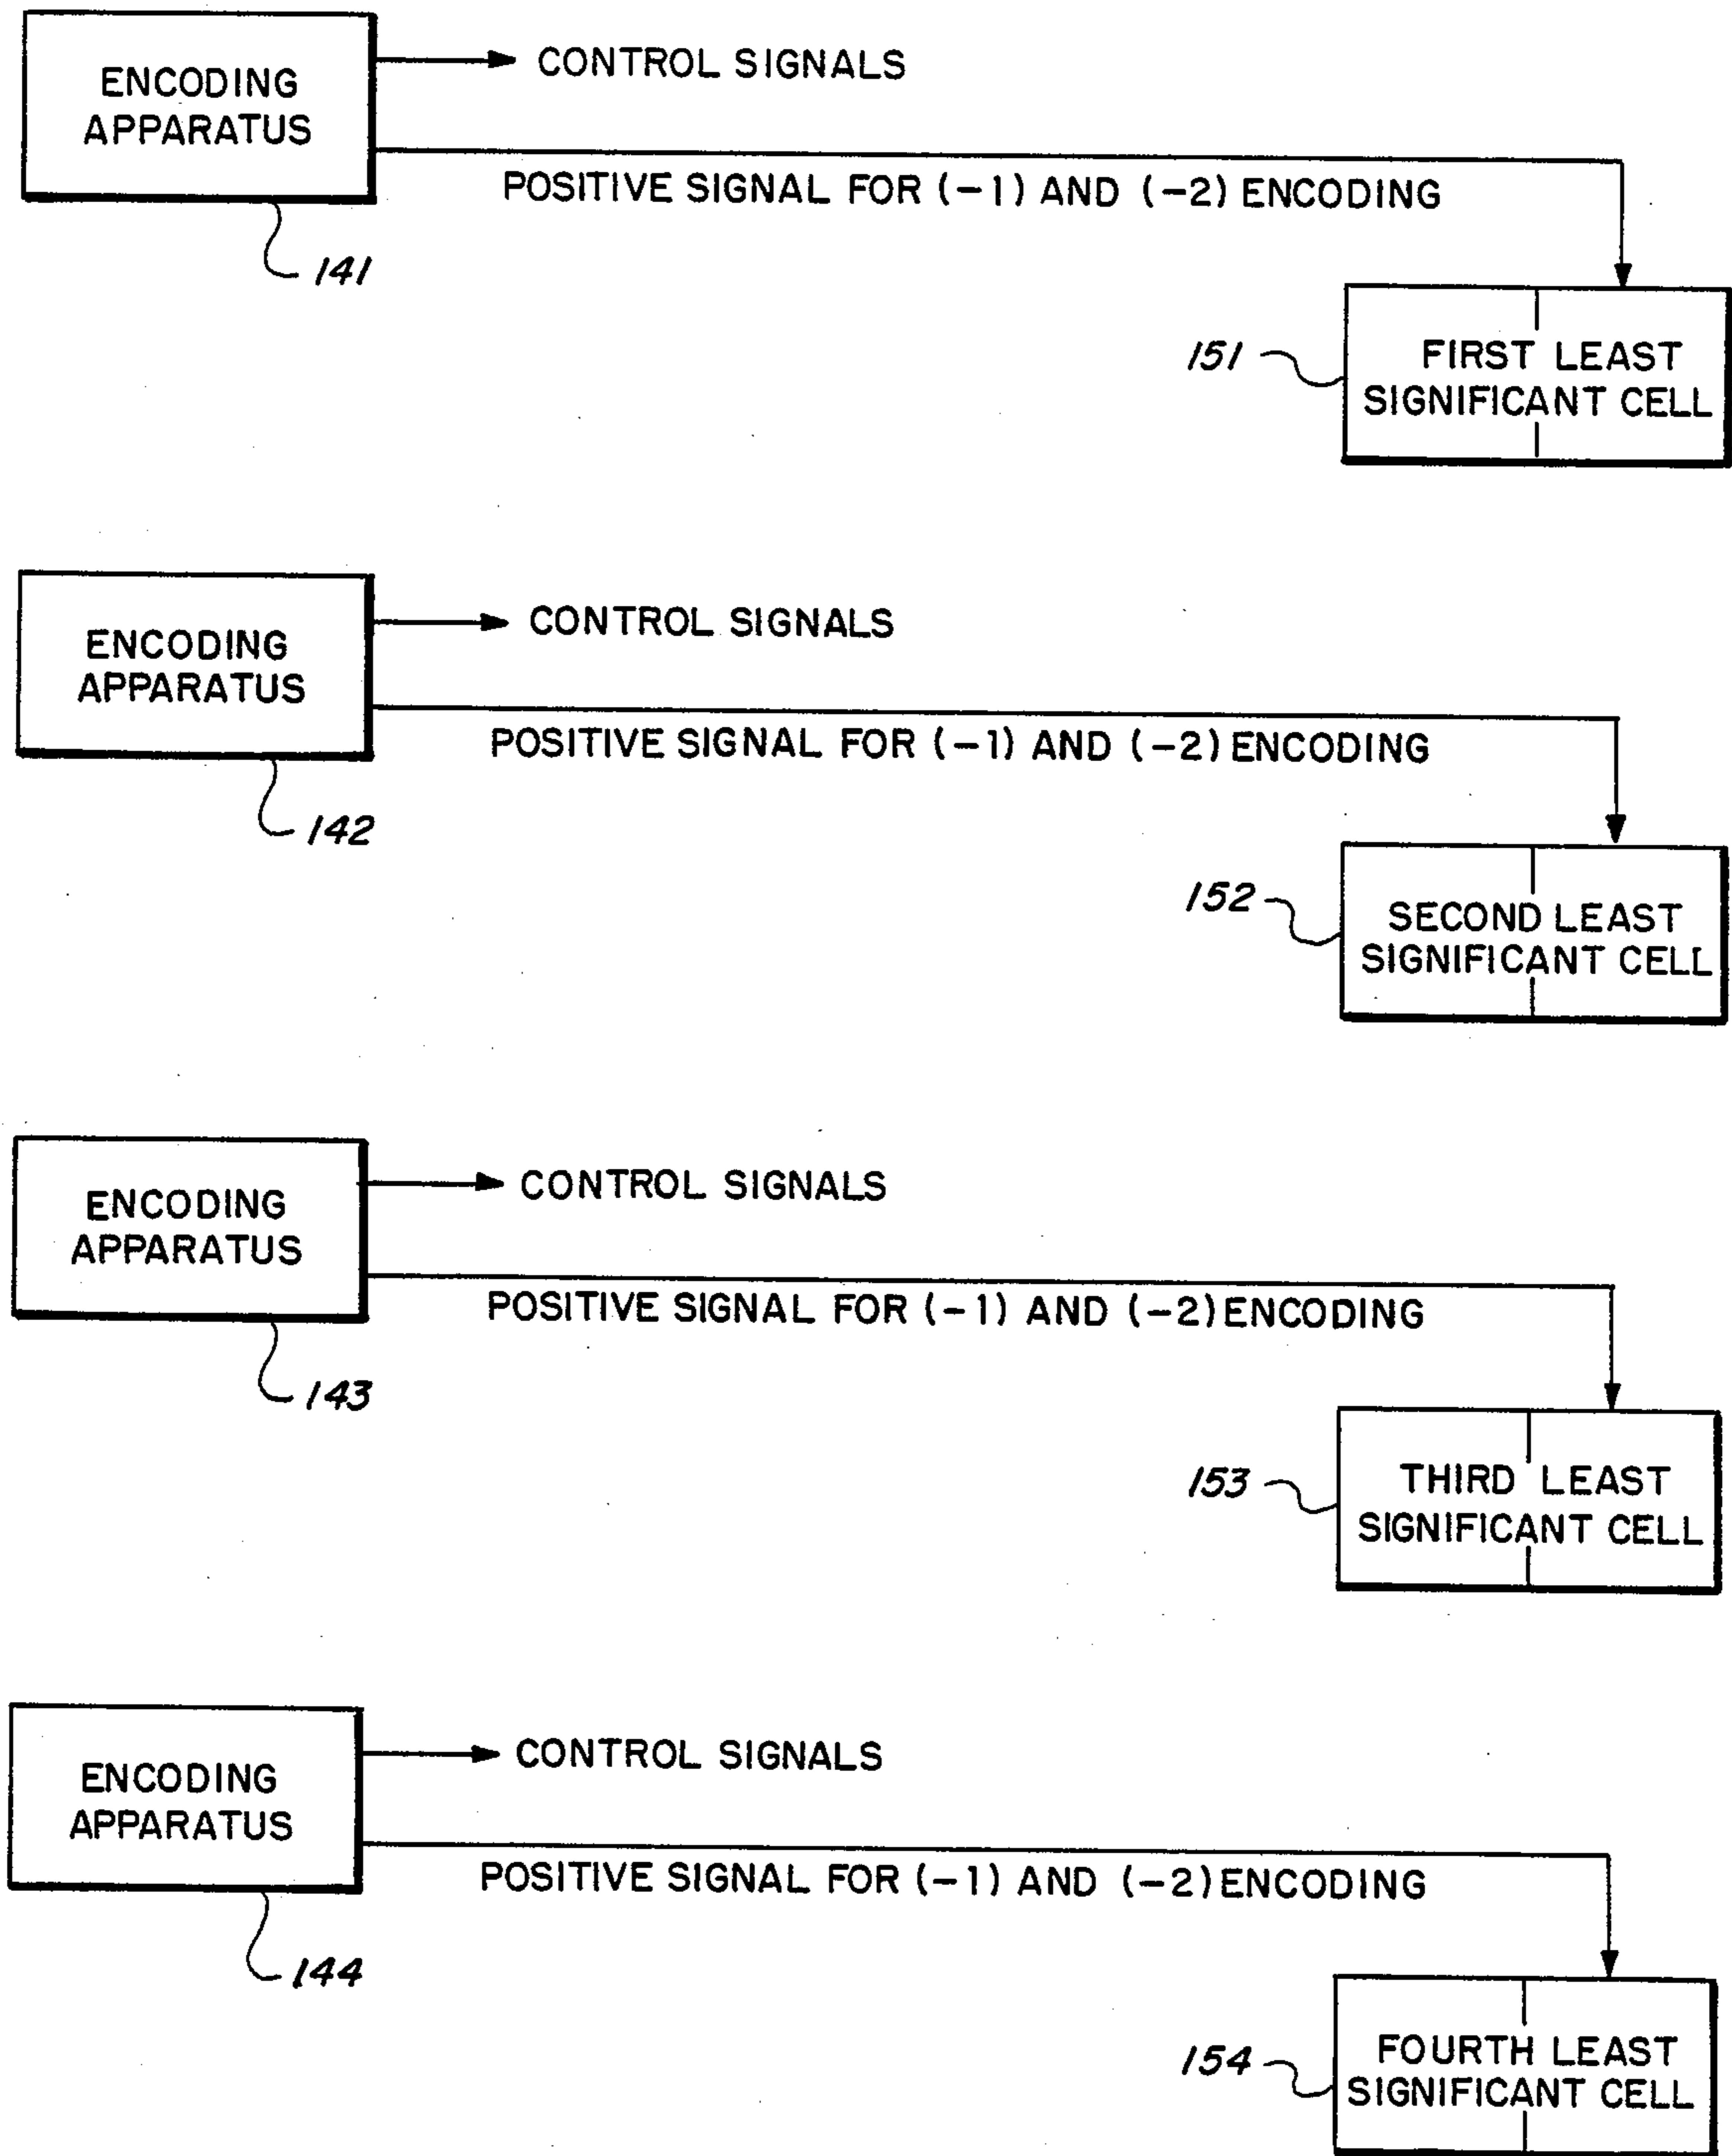 ENCODING
APPARATUS
CONTROL SIGNALS
POSITIVE SIGNAL FOR (-1) AND (-2) ENCODING
141
151
FIRST LEAST
SIGNIFICANT CELL
ENCODING
APPARATUS
CONTROL SIGNALS
POSITIVE SIGNAL FOR (-1) AND (-2) ENCODING
142
152
SECOND LEAST
SIGNIFICANT CELL
ENCODING
APPARATUS
CONTROL SIGNALS
POSITIVE SIGNAL FOR (-1) AND (-2) ENCODING
143
153
THIRD LEAST
SIGNIFICANT CELL
ENCODING
APPARATUS
CONTROL SIGNALS
POSITIVE SIGNAL FOR (-1) AND (-2) ENCODING
144
154
FOURTH LEAST
SIGNIFICANT CELL